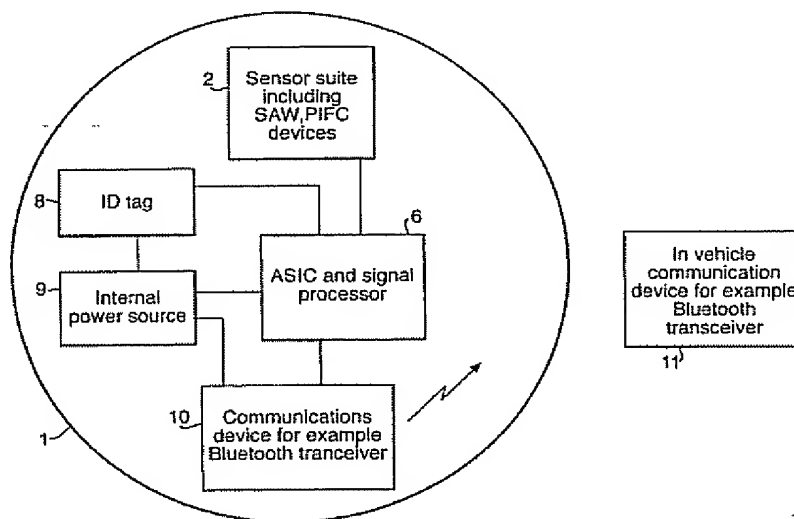 2
Sensor suite
including
SAW,PIFC
devices
8
ID tag
6
ASIC and signal
processor
9
Internal
power source
10
Communications
device for example
Bluetooth tranceiver
1
In vehicle
communication
device for example
Bluetooth
transceiver
11